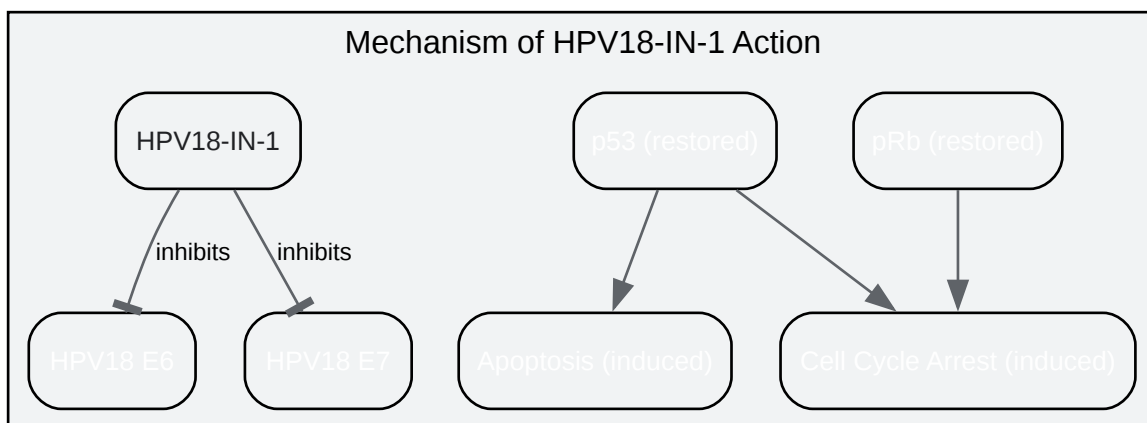 Mechanism of HPV18-IN-1 Action
HPV18-IN-1
p53 (restored)
pRb (restored)
inhibits
inhibits
HPV18 E6
HPV18 E7
Apoptosis (induced)
Cell Cycle Arrest (induced)